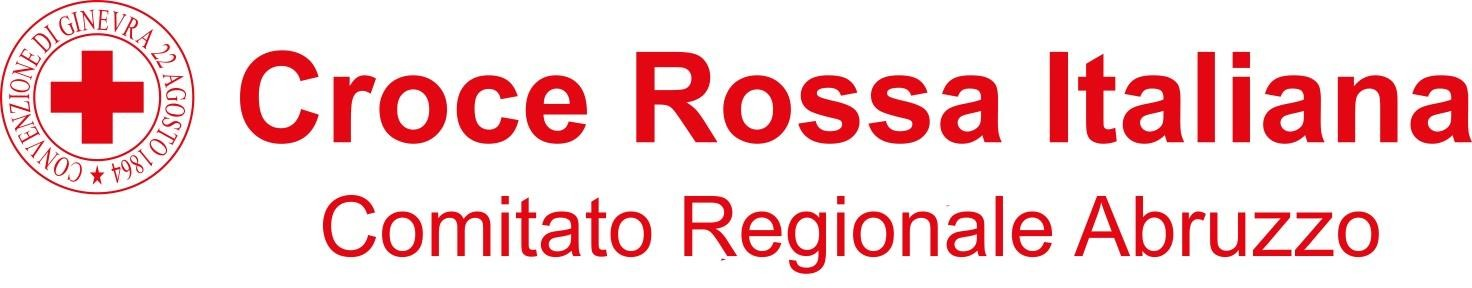 CONVENZIONE DI GINEVRA 22 AGOSTO 1864
Croce Rossa Italiana
Comitato Regionale Abruzzo